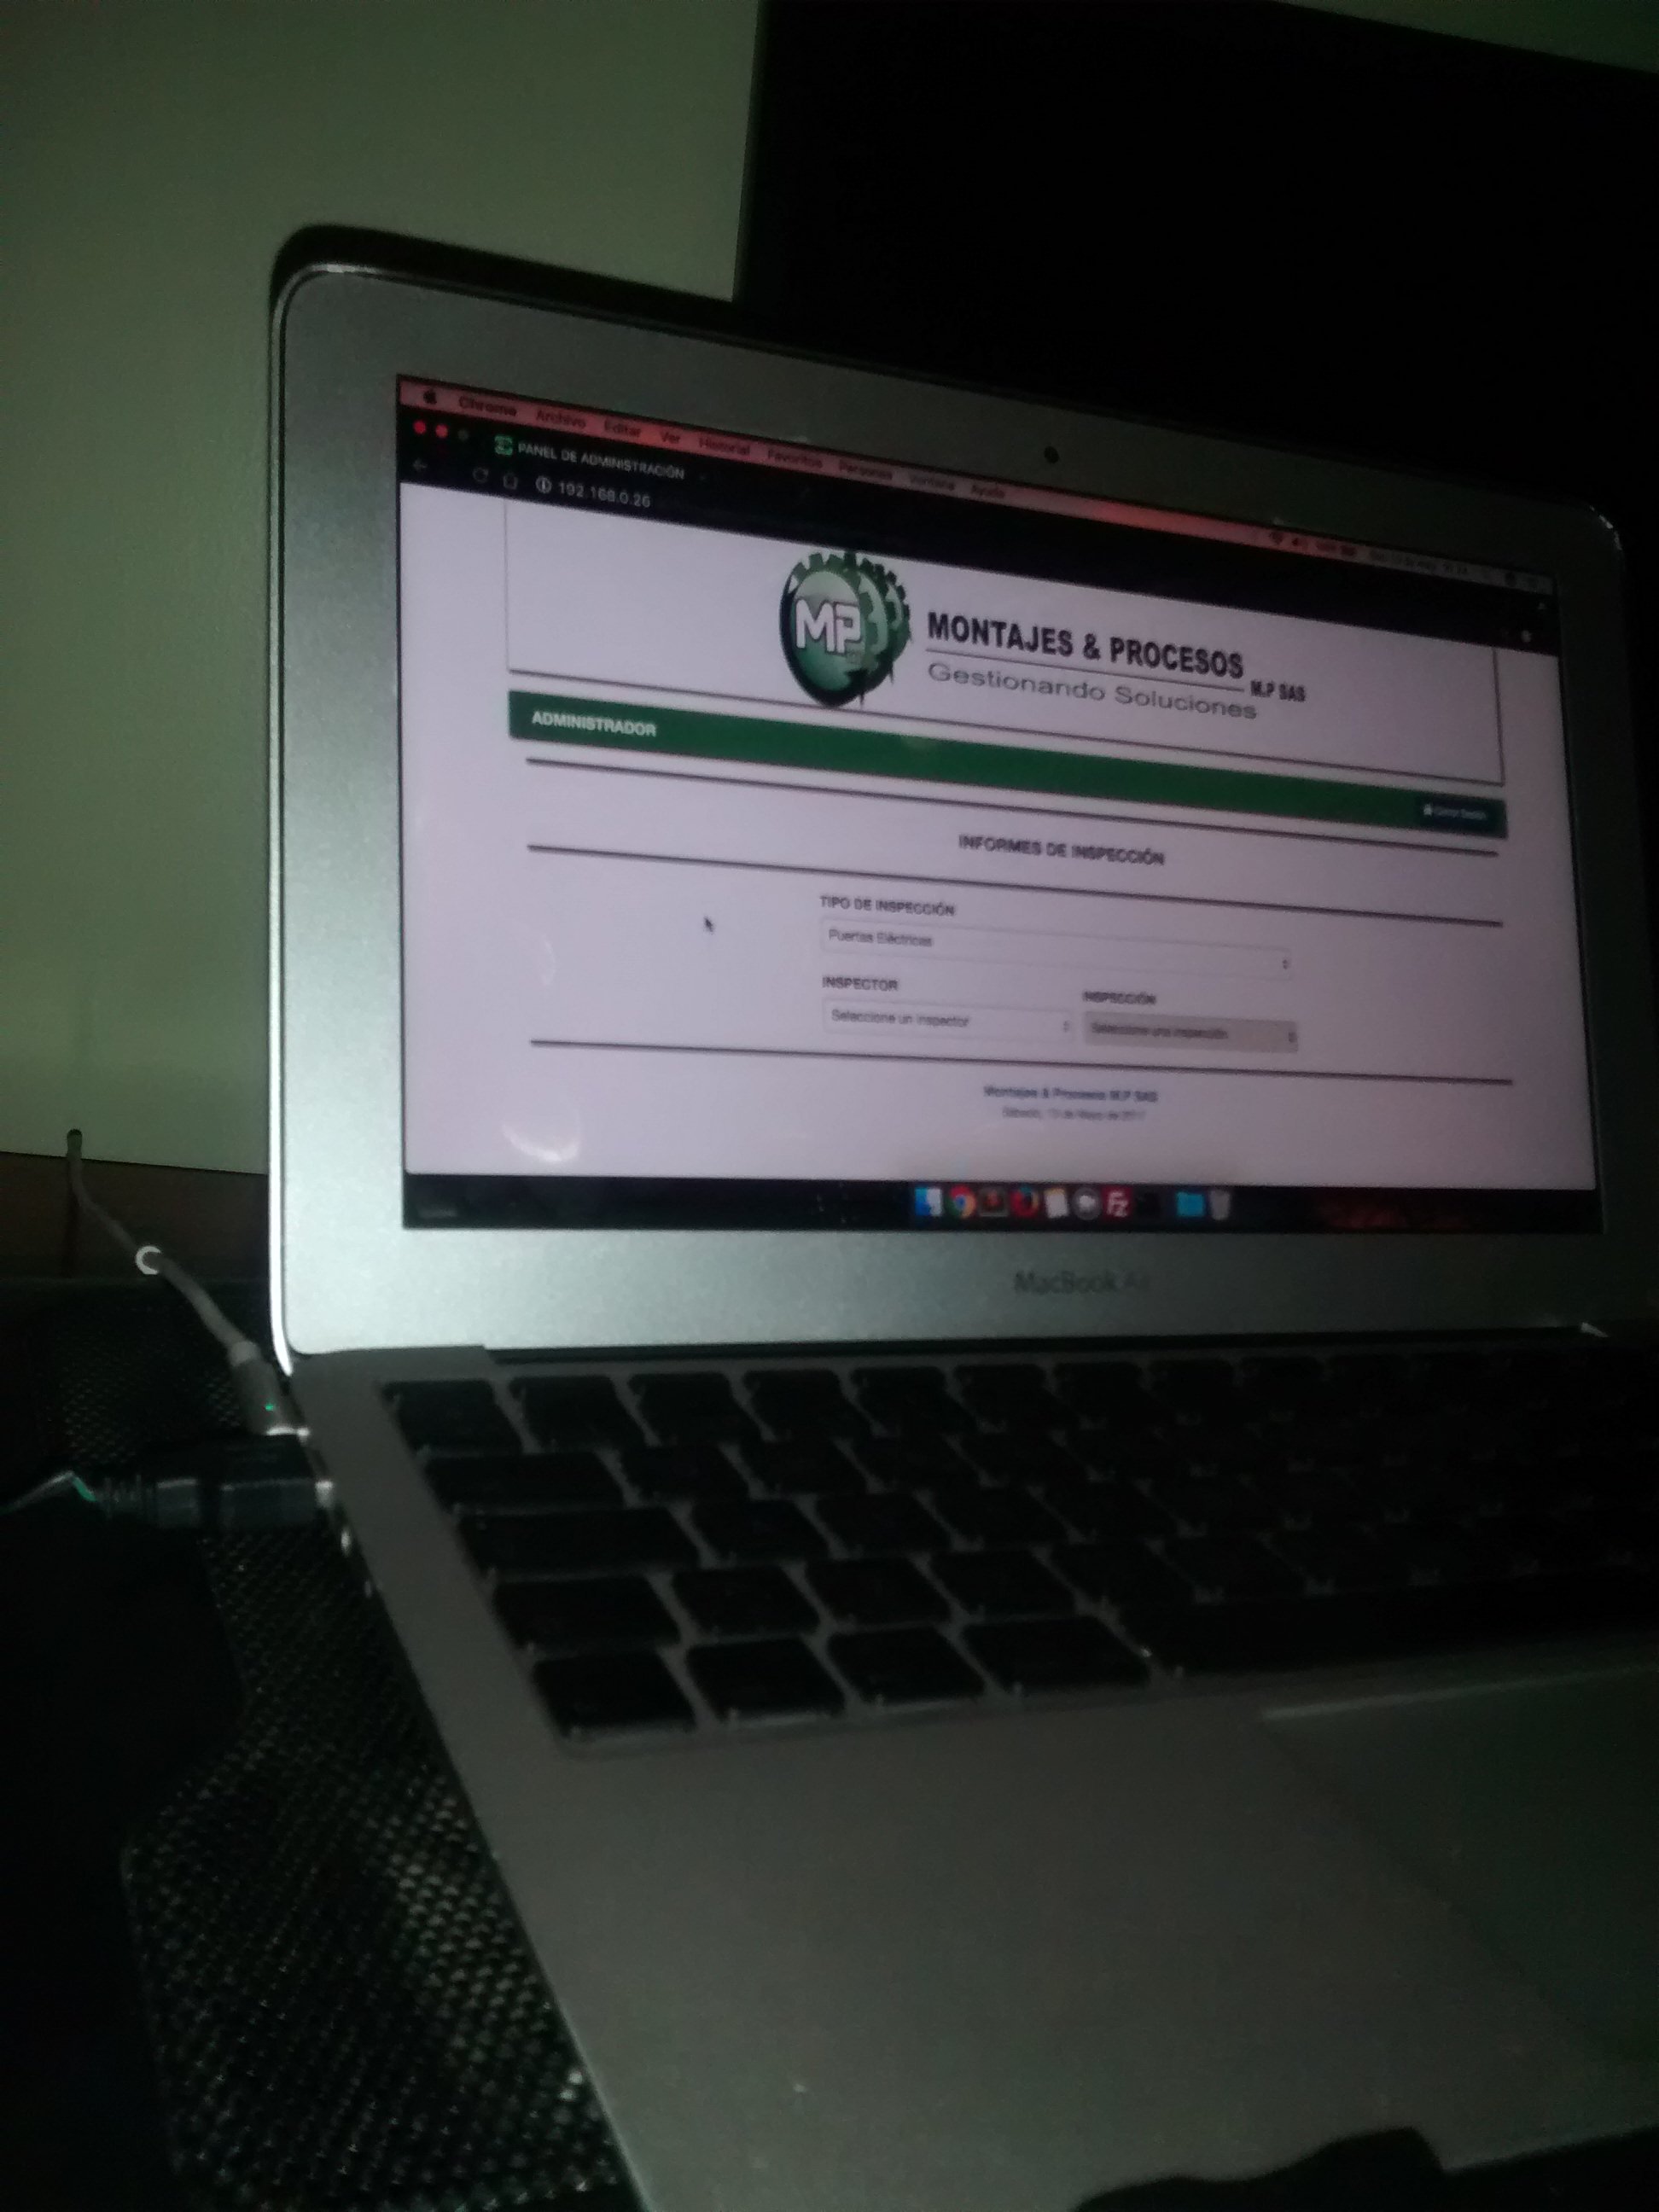 Chrome Archivo Editar Ver Historial Favoritos Personas Ventana Ayuda
PANEL DE ADMINISTRACIÓN
192.168.0.26
MP
MONTAJES & PROCESOS
M.P SAS
Gestionando Soluciones
ADMINISTRADOR
Cerrar Sesión
INFORMES DE INSPECCIÓN
TIPO DE INSPECCIÓN
Puertas Eléctricas
INSPECTOR
INSPECCIÓN
Seleccione un inspector
Seleccione una inspección
Montajes & Procesos M.P SAS
Sábado, 13 de Mayo de 2017
Fz
MacBook Air